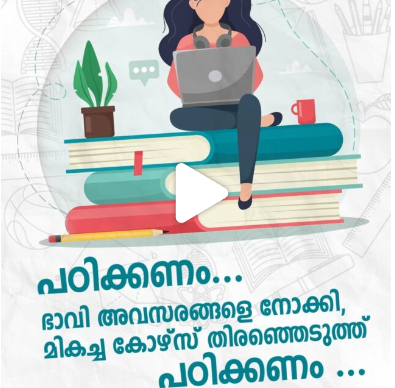 പഠിക്കണം...
ഭാവി അവസരങ്ങളെ നോക്കി,
മികച്ച കോഴ്സ് തിരഞ്ഞെടുത്ത്
പഠിക്കണം ...